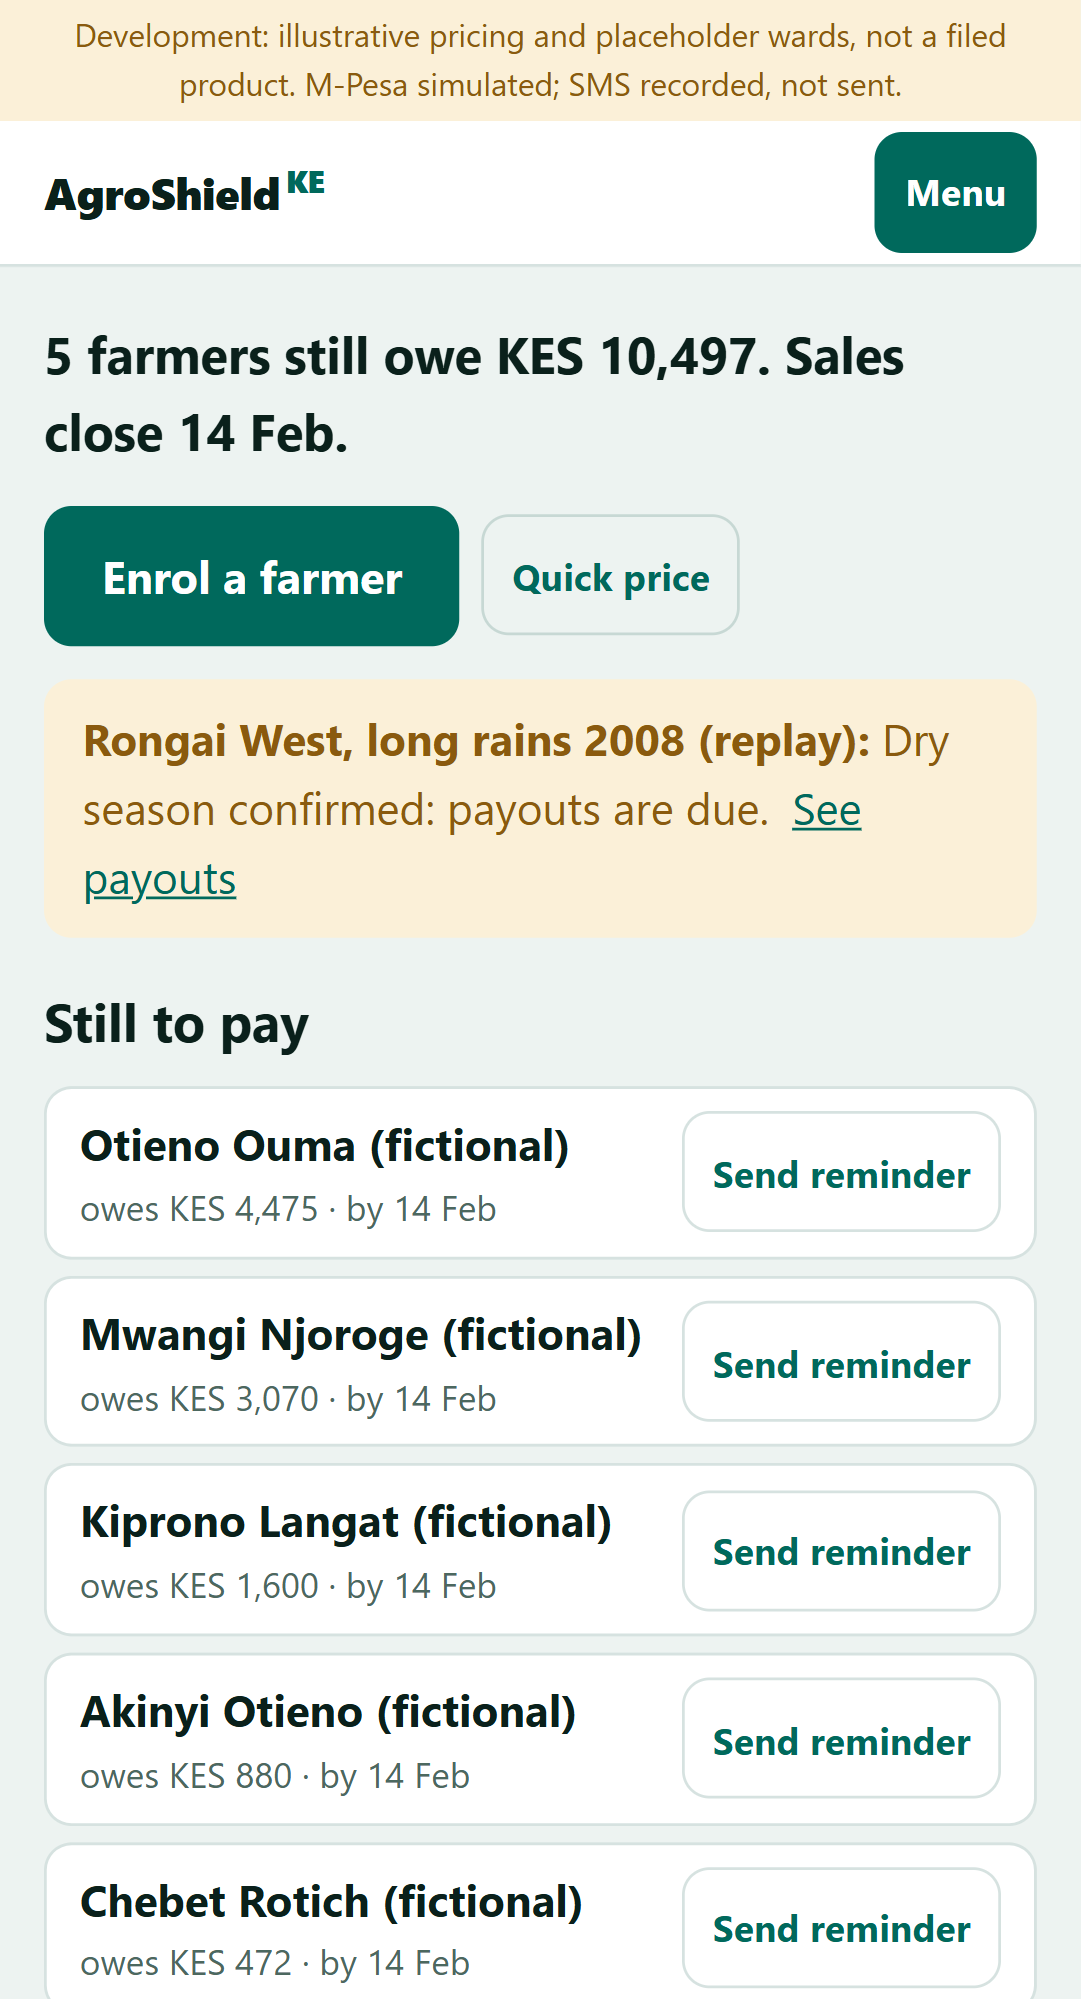 Development: illustrative pricing and placeholder wards, not a filed
product. M-Pesa simulated; SMS recorded, not sent.
AgroShield KE
Menu
5 farmers still owe KES 10,497. Sales
close 14 Feb.
Enrol a farmer
Quick price
Rongai West, long rains 2008 (replay): Dry
season confirmed: payouts are due. See
payouts
Still to pay
Otieno Ouma (fictional)
owes KES 4,475 · by 14 Feb
Send reminder
Mwangi Njoroge (fictional)
owes KES 3,070 · by 14 Feb
Send reminder
Kiprono Langat (fictional)
owes KES 1,600 · by 14 Feb
Send reminder
Akinyi Otieno (fictional)
owes KES 880 · by 14 Feb
Send reminder
Chebet Rotich (fictional)
owes KES 472 · by 14 Feb
Send reminder